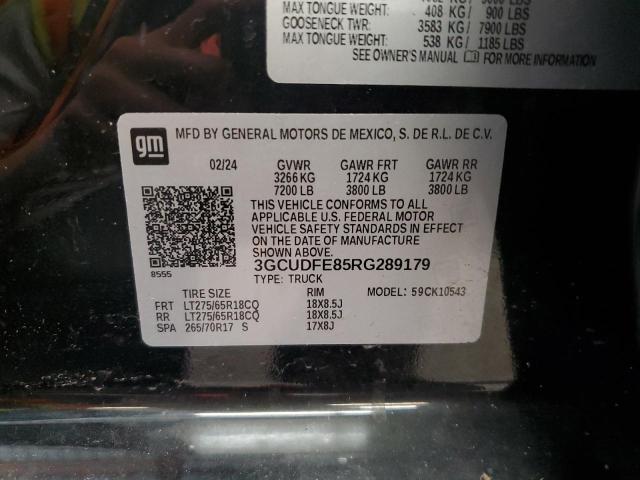 MAX TONGUE WEIGHT: 408 KG / 900 LBS
GOOSENECK TWR: 3583 KG / 7900 LBS
MAX TONGUE WEIGHT: 538 KG / 1185 LBS
SEE OWNER'S MANUAL FOR MORE INFORMATION
gm
MFD BY GENERAL MOTORS DE MEXICO, S. DE R.L. DE C.V.
02/24 GVWR GAWR FRT GAWR RR
3266 KG 1724 KG 1724 KG
7200 LB 3800 LB 3800 LB
THIS VEHICLE CONFORMS TO ALL
APPLICABLE U.S. FEDERAL MOTOR
VEHICLE SAFETY STANDARDS IN EFFECT
ON THE DATE OF MANUFACTURE
SHOWN ABOVE.
8555
3GCUDFE85RG289179
TYPE: TRUCK
TIRE SIZE RIM MODEL: 59CK10543
FRT LT275/65R18CQ 18X8.5J
RR LT275/65R18CQ 18X8.5J
SPA 265/70R17 S 17X8J